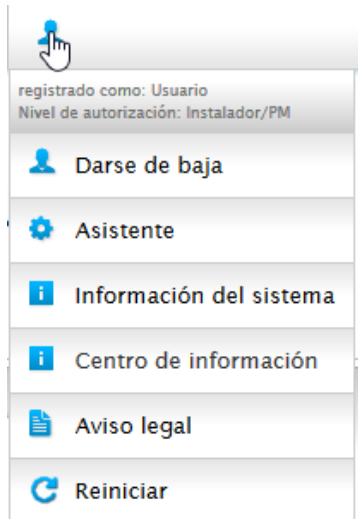 registrado como: Usuario
Nivel de autorización: Instalador/PM
Darse de baja
Asistente
Información del sistema
Centro de información
Aviso legal
Reiniciar